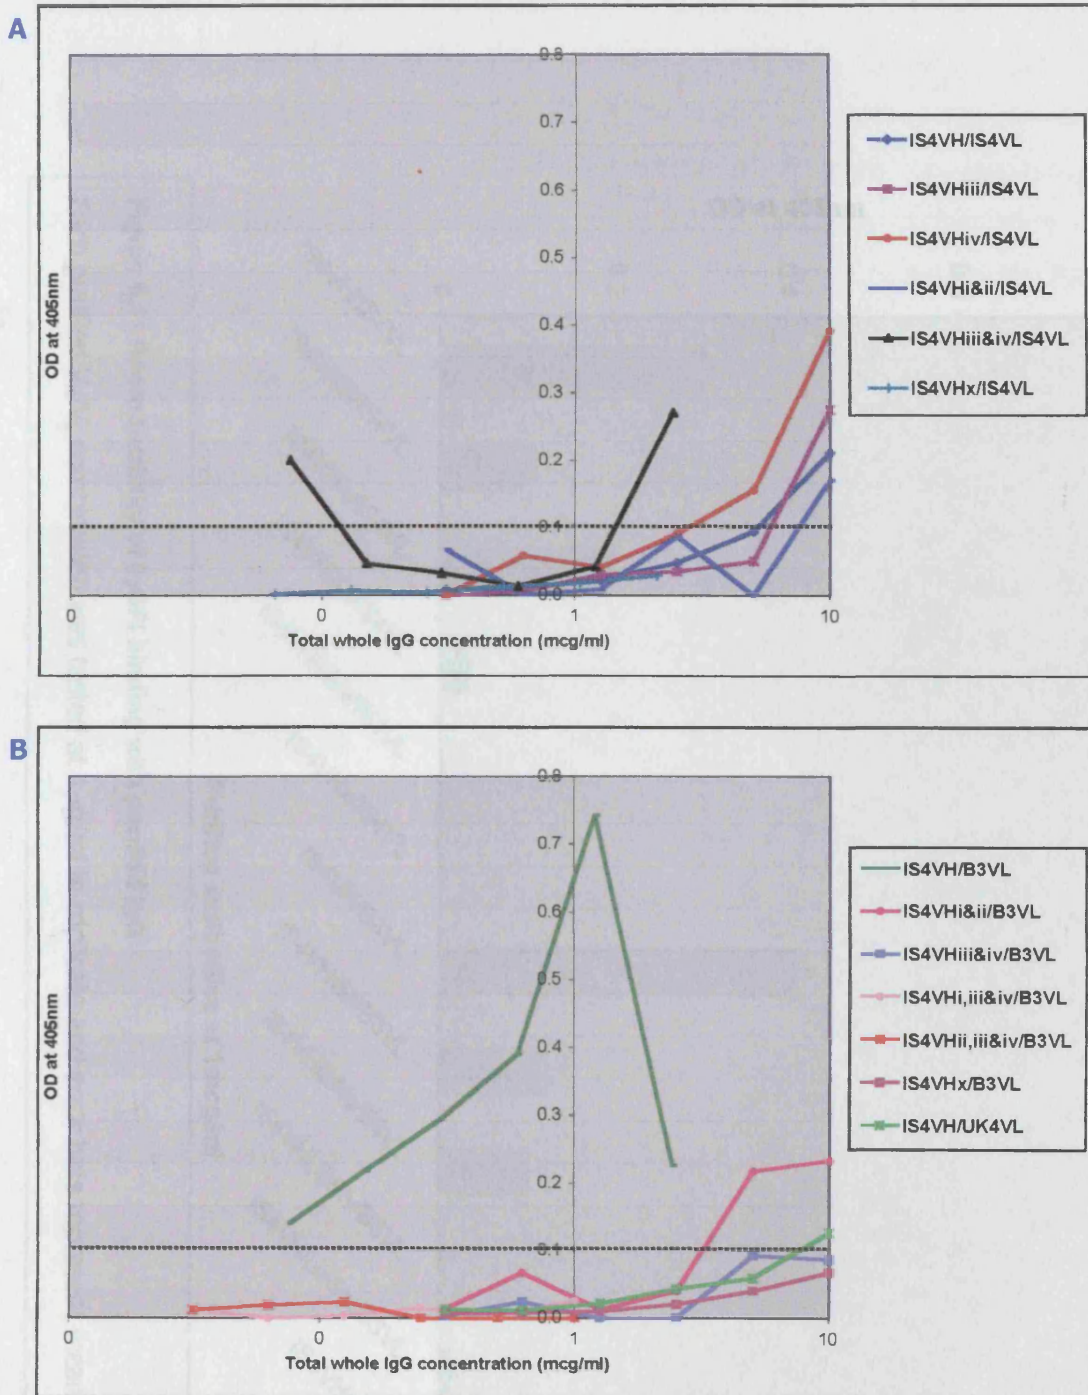 A
0.8
0.7
0.6
0.5
0.4
0.3
0.2
0.1
0.0
OD at 405nm
0 0 1 10
Total whole IgG concentration (mcg/ml)
IS4VH/IS4VL
IS4VHiii/IS4VL
IS4VHiv/IS4VL
IS4VHi&ii/IS4VL
IS4VHiii&iv/IS4VL
IS4VHx/IS4VL
B
0.8
0.7
0.6
0.5
0.4
0.3
0.2
0.1
0.0
OD at 405nm
0 0 1 10
Total whole IgG concentration (mcg/ml)
IS4VH/B3VL
IS4VHi&ii/B3VL
IS4VHiii&iv/B3VL
IS4VHi,iii&iv/B3VL
IS4VHii,iii&iv/B3VL
IS4VHx/B3VL
IS4VH/UK4VL